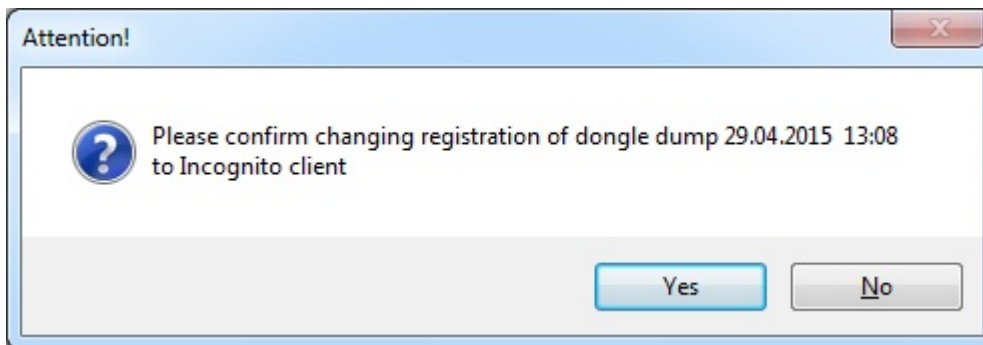 Attention!
Please confirm changing registration of dongle dump 29.04.2015 13:08
to Incognito client
Yes
No